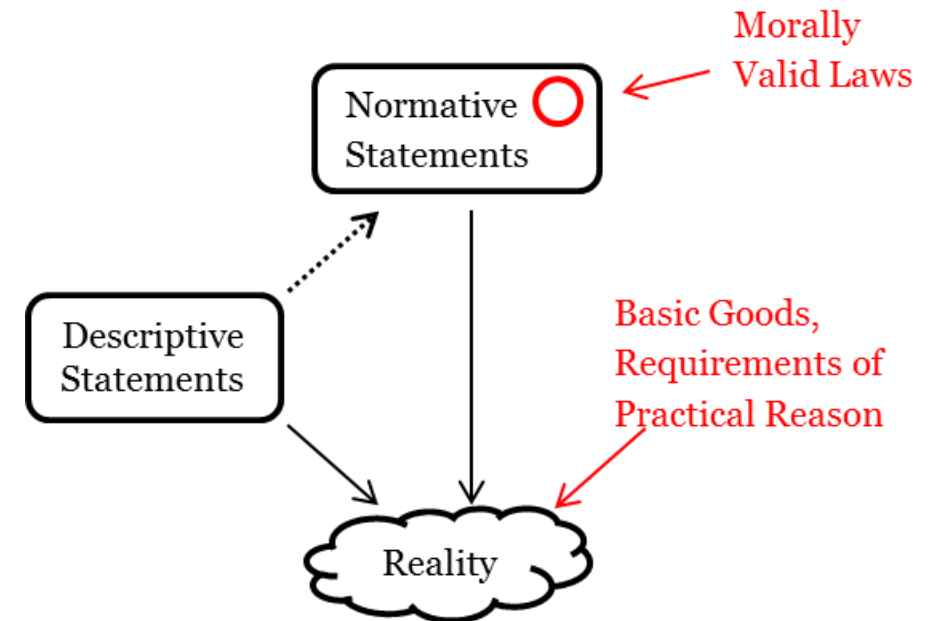 Morally
Valid Laws
Normative
Statements
Descriptive
Statements
Basic Goods,
Requirements of
Practical Reason
Reality